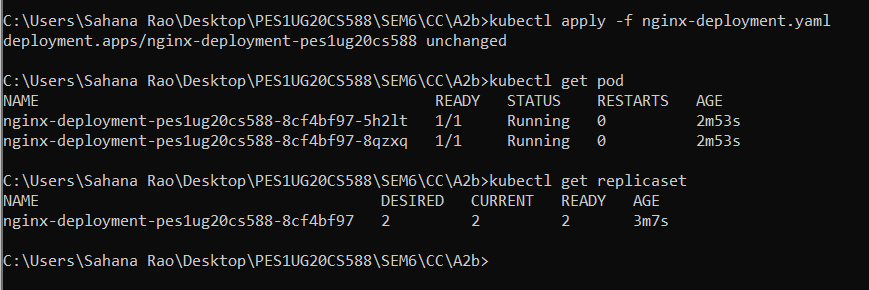 C:\Users\Sahana Rao\Desktop\PES1UG20CS588\SEM6\CC\A2b>kubectl apply -f nginx-deployment.yaml
deployment.apps/nginx-deployment-pes1ug20cs588 unchanged
C:\Users\Sahana Rao\Desktop\PES1UG20CS588\SEM6\CC\A2b>kubectl get pod
NAME READY STATUS RESTARTS AGE
nginx-deployment-pes1ug20cs588-8cf4bf97-5h2lt 1/1 Running 0 2m53s
nginx-deployment-pes1ug20cs588-8cf4bf97-8qzxq 1/1 Running 0 2m53s
C:\Users\Sahana Rao\Desktop\PES1UG20CS588\SEM6\CC\A2b>kubectl get replicaset
NAME DESIRED CURRENT READY AGE
nginx-deployment-pes1ug20cs588-8cf4bf97 2 2 2 3m7s
C:\Users\Sahana Rao\Desktop\PES1UG20CS588\SEM6\CC\A2b>